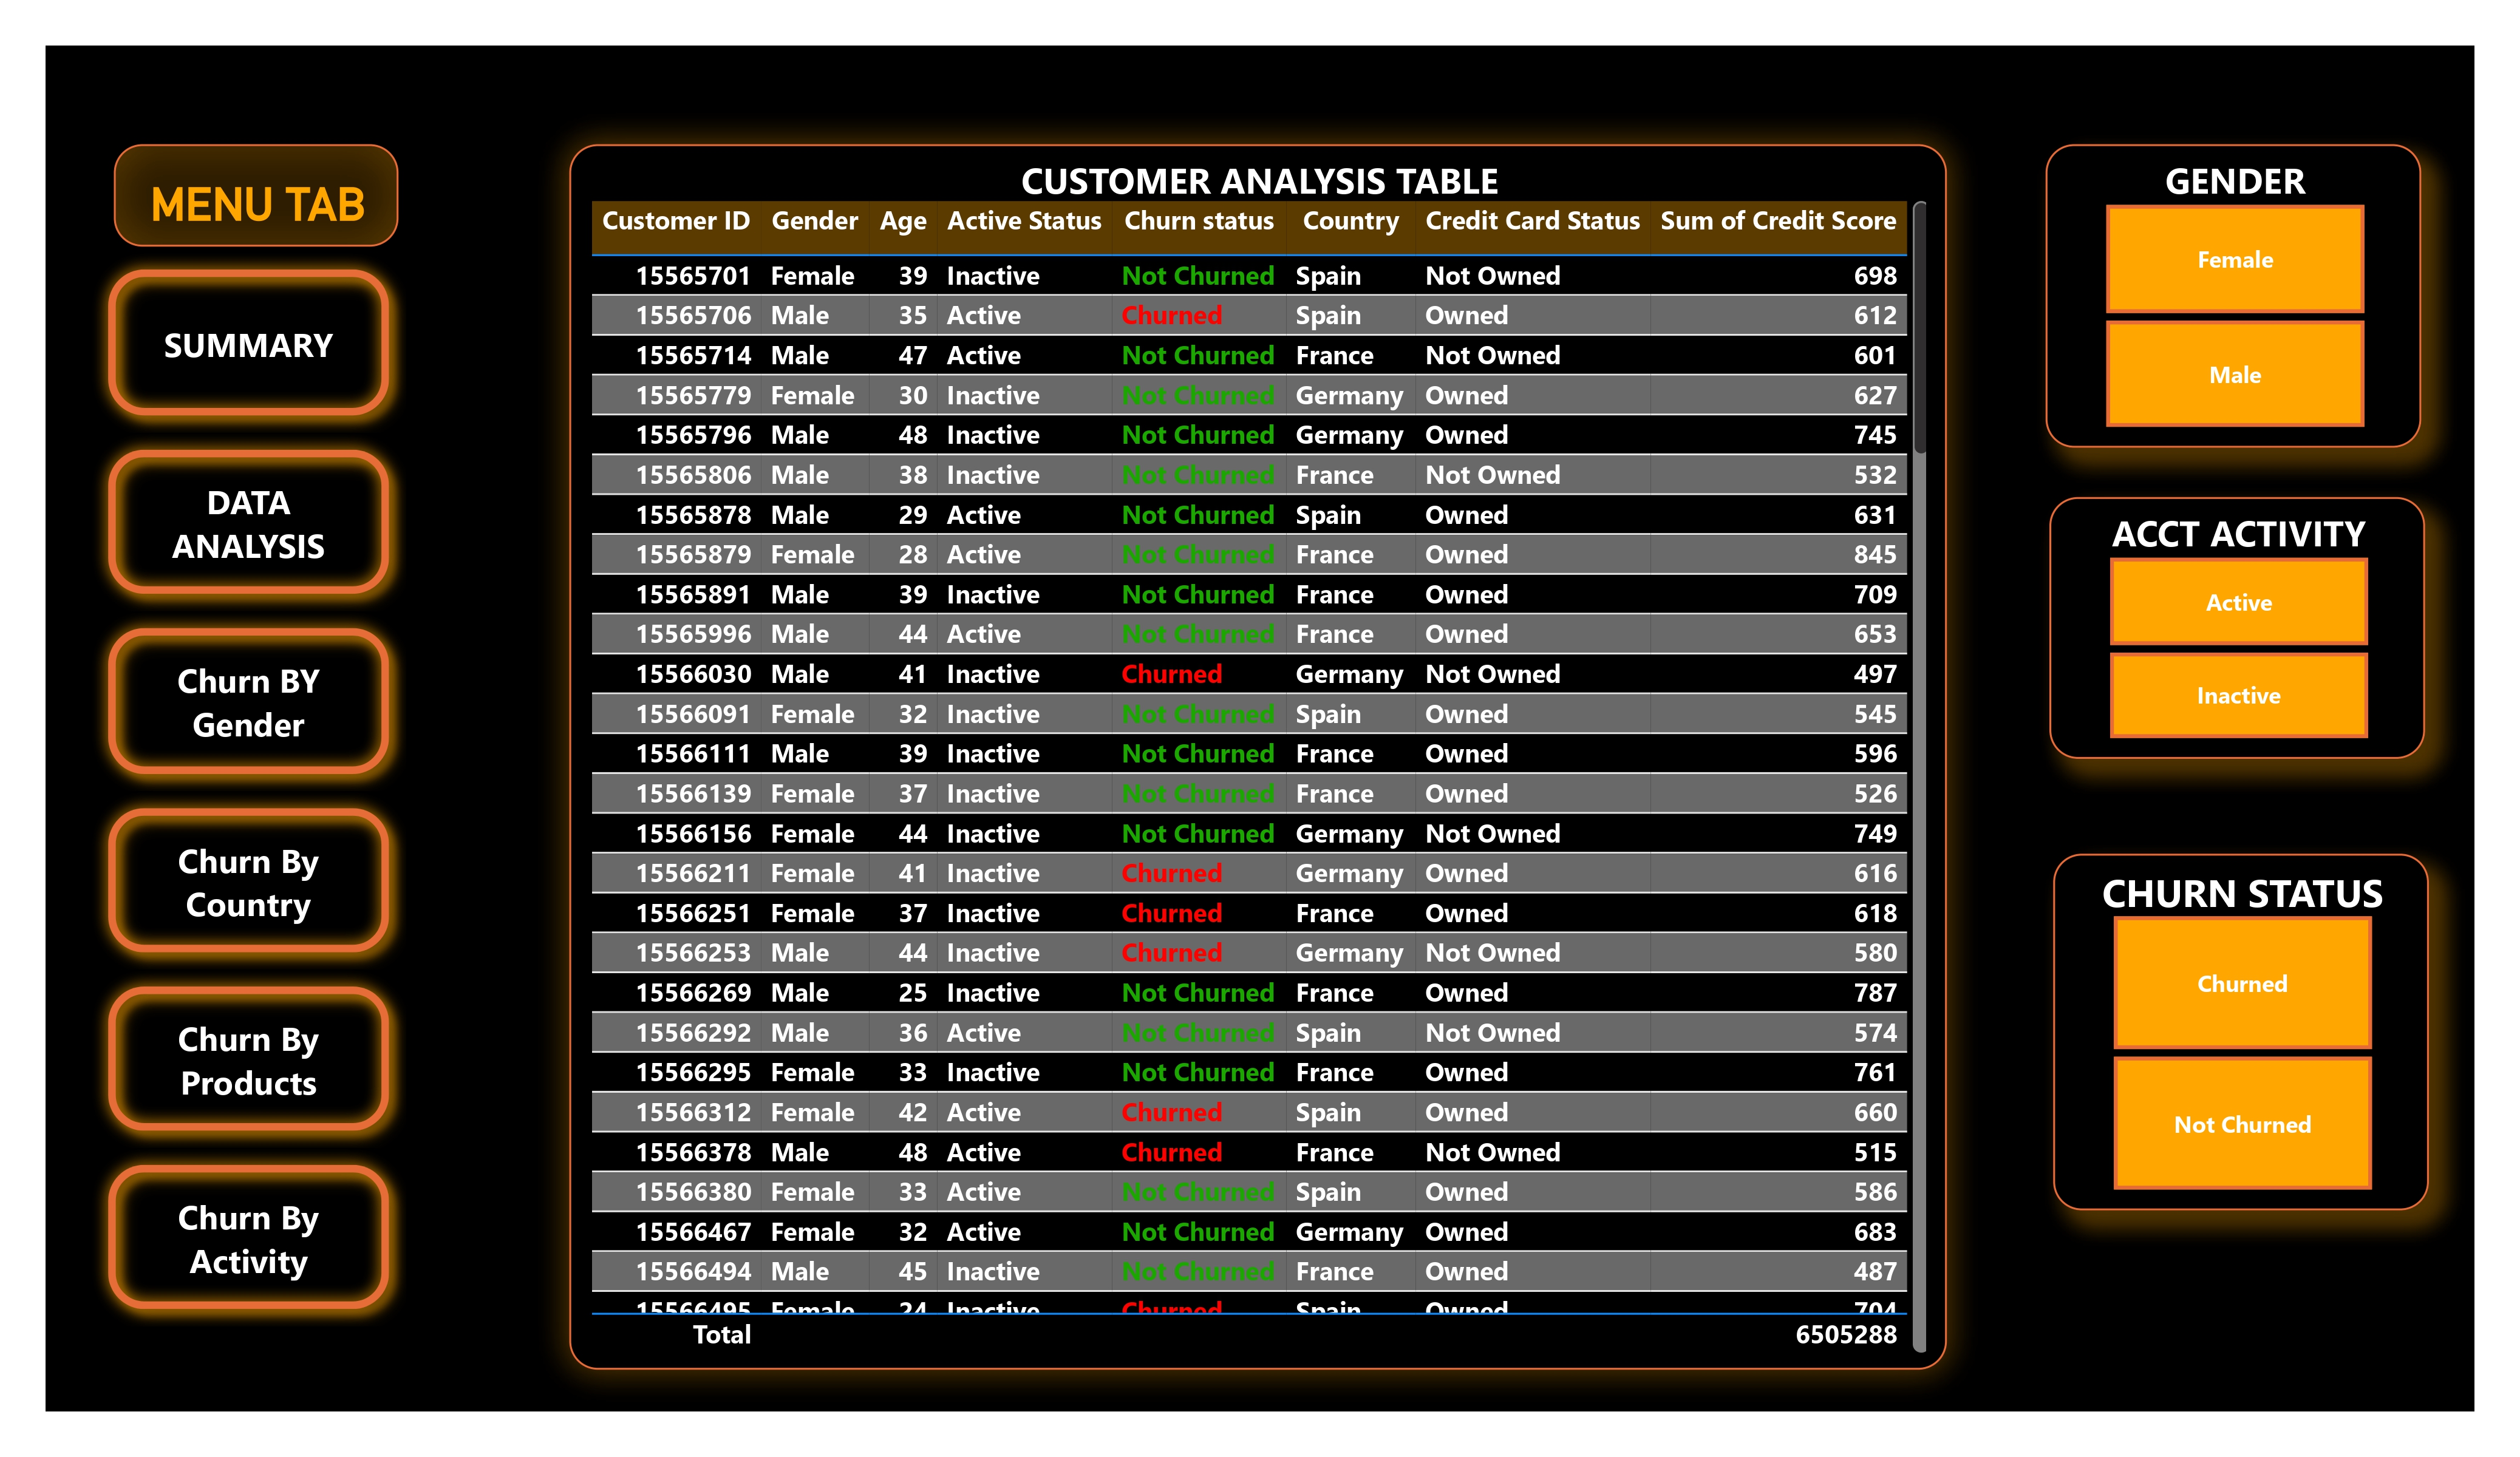 MENU TAB
SUMMARY
DATA
ANALYSIS
Churn BY
Gender
Churn By
Country
Churn By
Products
Churn By
Activity
CUSTOMER ANALYSIS TABLE
Customer ID Gender Age Active Status Churn status Country Credit Card Status Sum of Credit Score
15565701 Female 39 Inactive Not Churned Spain Not Owned 698
15565706 Male 35 Active Churned Spain Owned 612
15565714 Male 47 Active Not Churned France Not Owned 601
15565779 Female 30 Inactive Not Churned Germany Owned 627
15565796 Male 48 Inactive Not Churned Germany Owned 745
15565806 Male 38 Inactive Not Churned France Not Owned 532
15565878 Male 29 Active Not Churned Spain Owned 631
15565879 Female 28 Active Not Churned France Owned 845
15565891 Male 39 Inactive Not Churned France Owned 709
15565996 Male 44 Active Not Churned France Owned 653
15566030 Male 41 Inactive Churned Germany Not Owned 497
15566091 Female 32 Inactive Not Churned Spain Owned 545
15566111 Male 39 Inactive Not Churned France Owned 596
15566139 Female 37 Inactive Not Churned France Owned 526
15566156 Female 44 Inactive Not Churned Germany Not Owned 749
15566211 Female 41 Inactive Churned Germany Owned 616
15566251 Female 37 Inactive Churned France Owned 618
15566253 Male 44 Inactive Churned Germany Not Owned 580
15566269 Male 25 Inactive Not Churned France Owned 787
15566292 Male 36 Active Not Churned Spain Not Owned 574
15566295 Female 33 Inactive Not Churned France Owned 761
15566312 Female 42 Active Churned Spain Owned 660
15566378 Male 48 Active Churned France Not Owned 515
15566380 Female 33 Active Not Churned Spain Owned 586
15566467 Female 32 Active Not Churned Germany Owned 683
15566494 Male 45 Inactive Not Churned France Owned 487
15566495 Female 24 Inactive Churned Spain Owned 704
Total 6505288
GENDER
Female
Male
ACCT ACTIVITY
Active
Inactive
CHURN STATUS
Churned
Not Churned